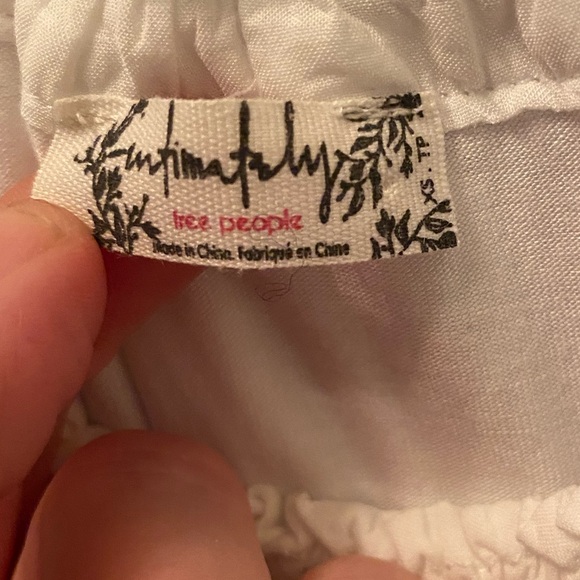 intimately
free people
Made in China. Fabriqué en Chine
XS . TP